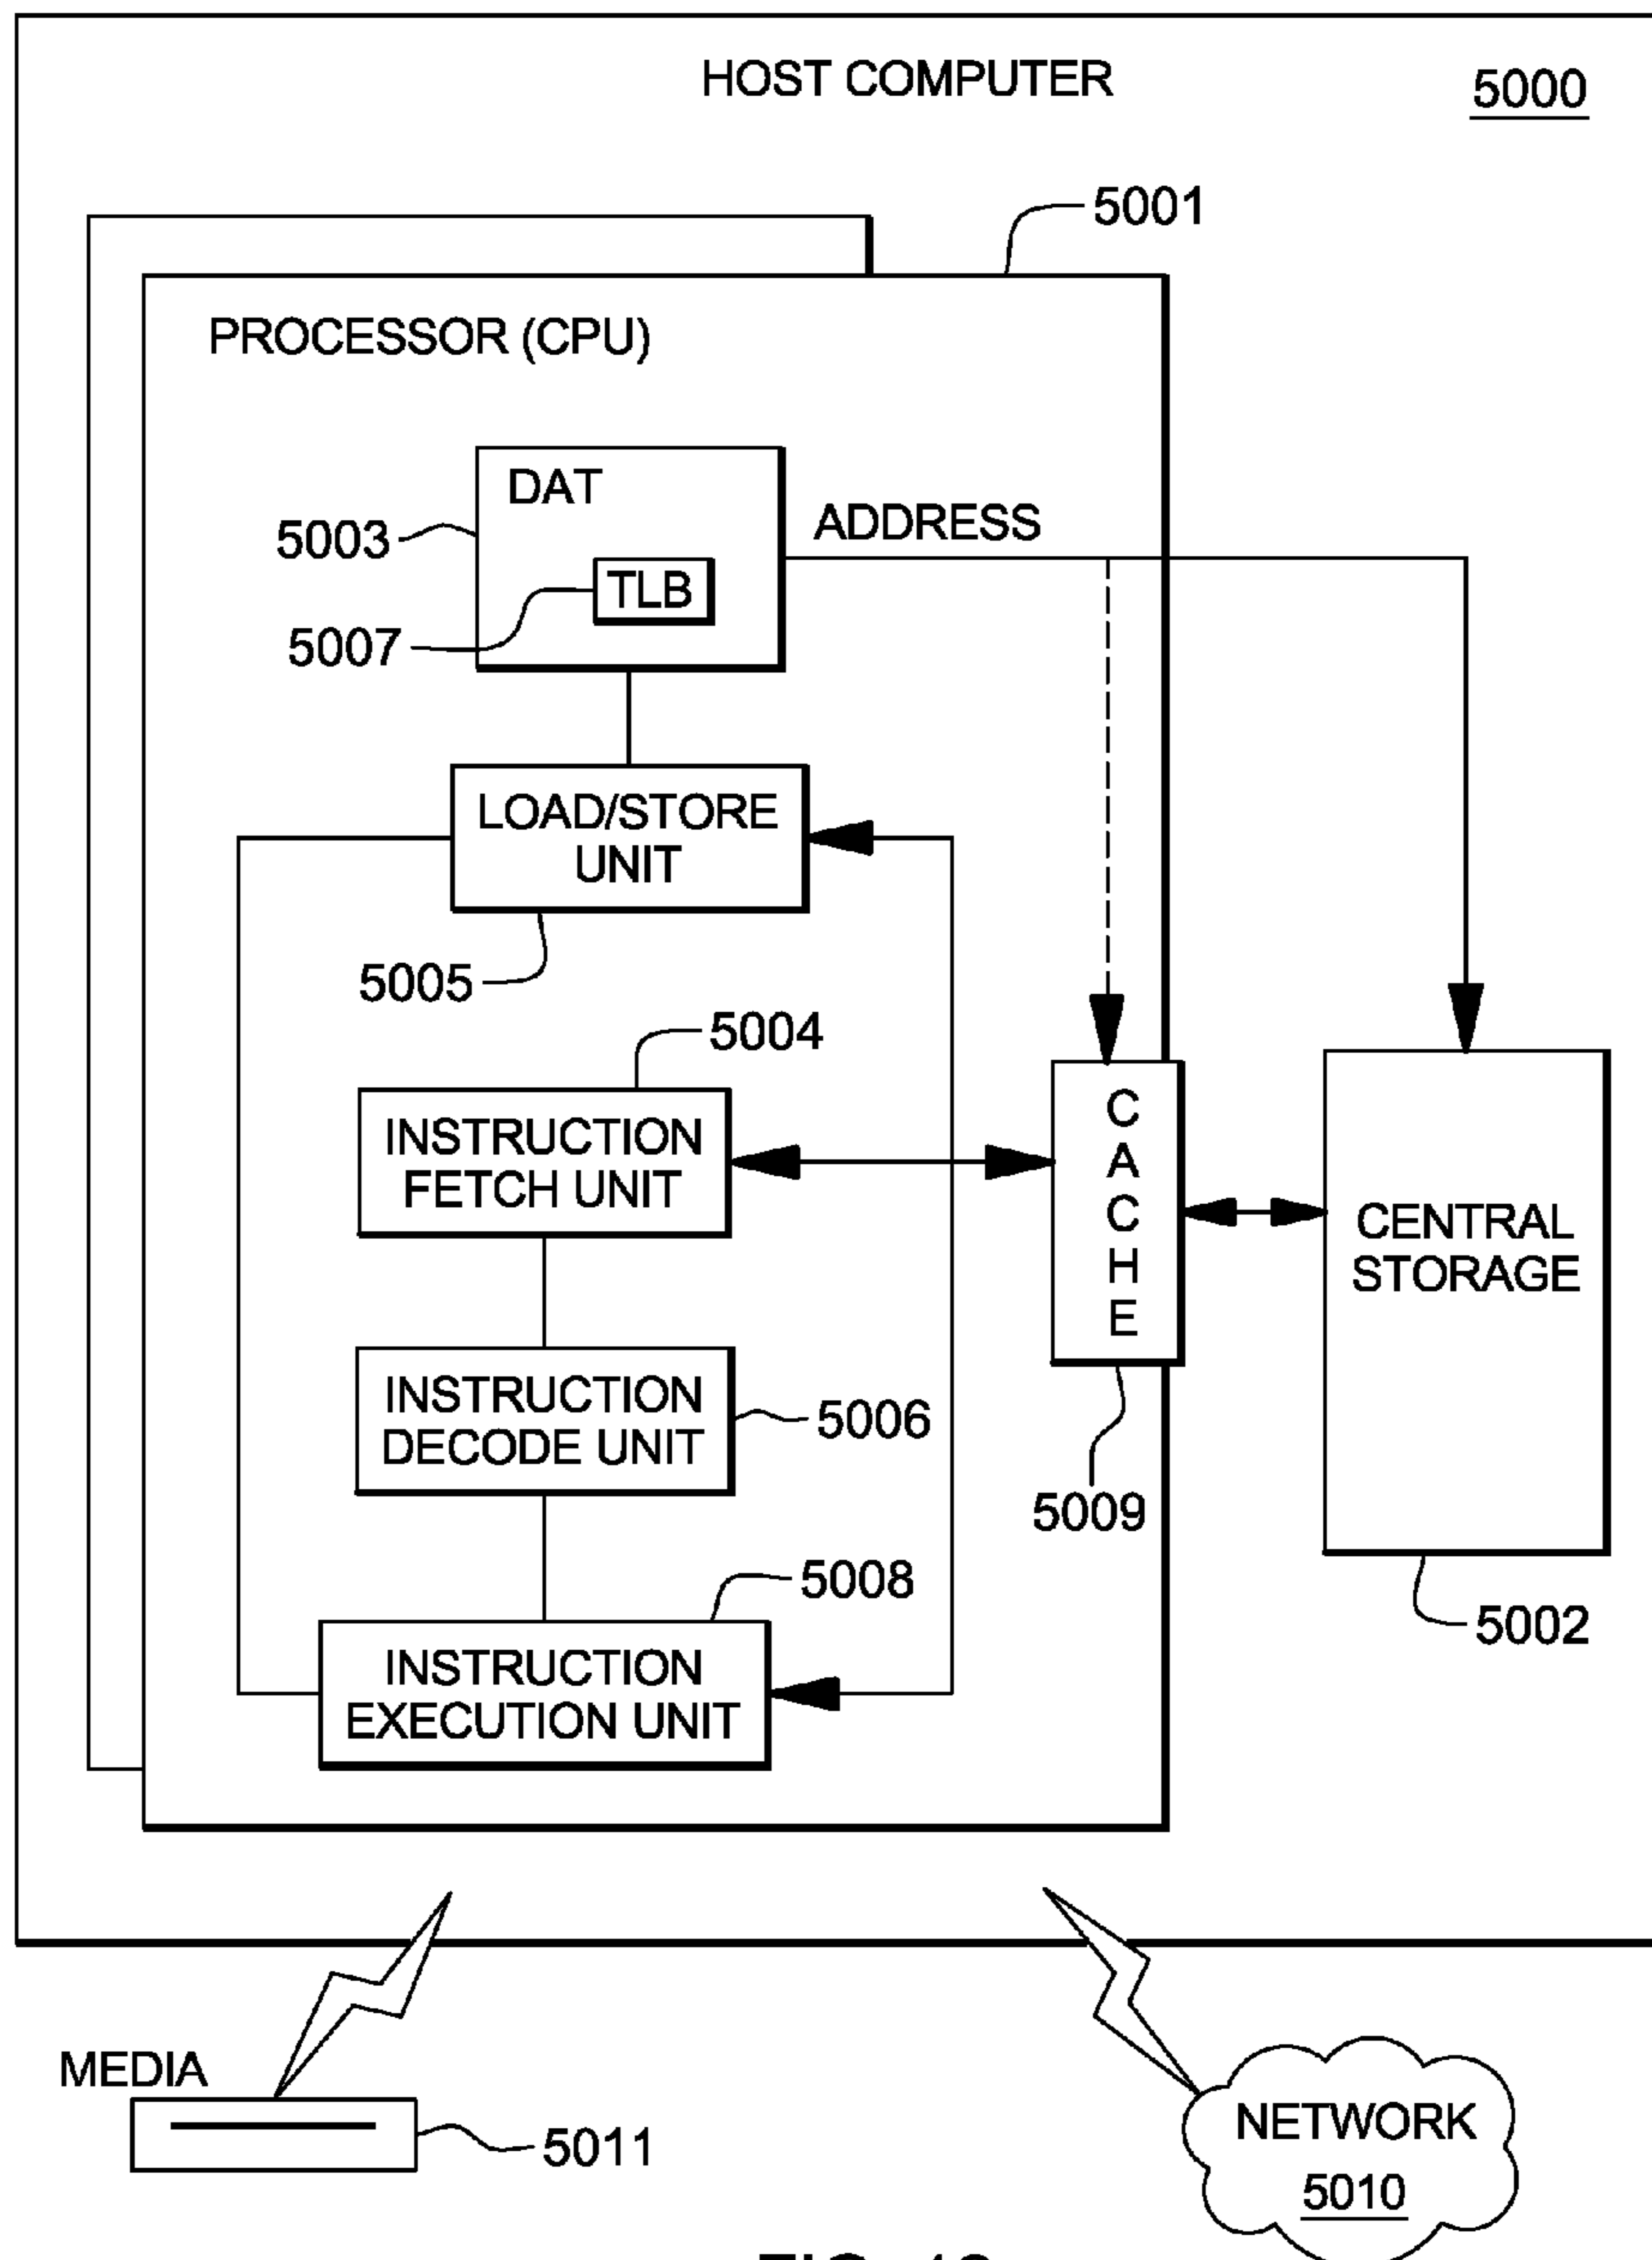 HOST COMPUTER
5000
5001
PROCESSOR (CPU)
DAT
ADDRESS
5003
TLB
5007
LOAD/STORE
UNIT
5005
5004
INSTRUCTION
FETCH UNIT
CACHE
CENTRAL
STORAGE
INSTRUCTION
DECODE UNIT
5006
5009
5008
5002
INSTRUCTION
EXECUTION UNIT
MEDIA
5011
NETWORK
5010